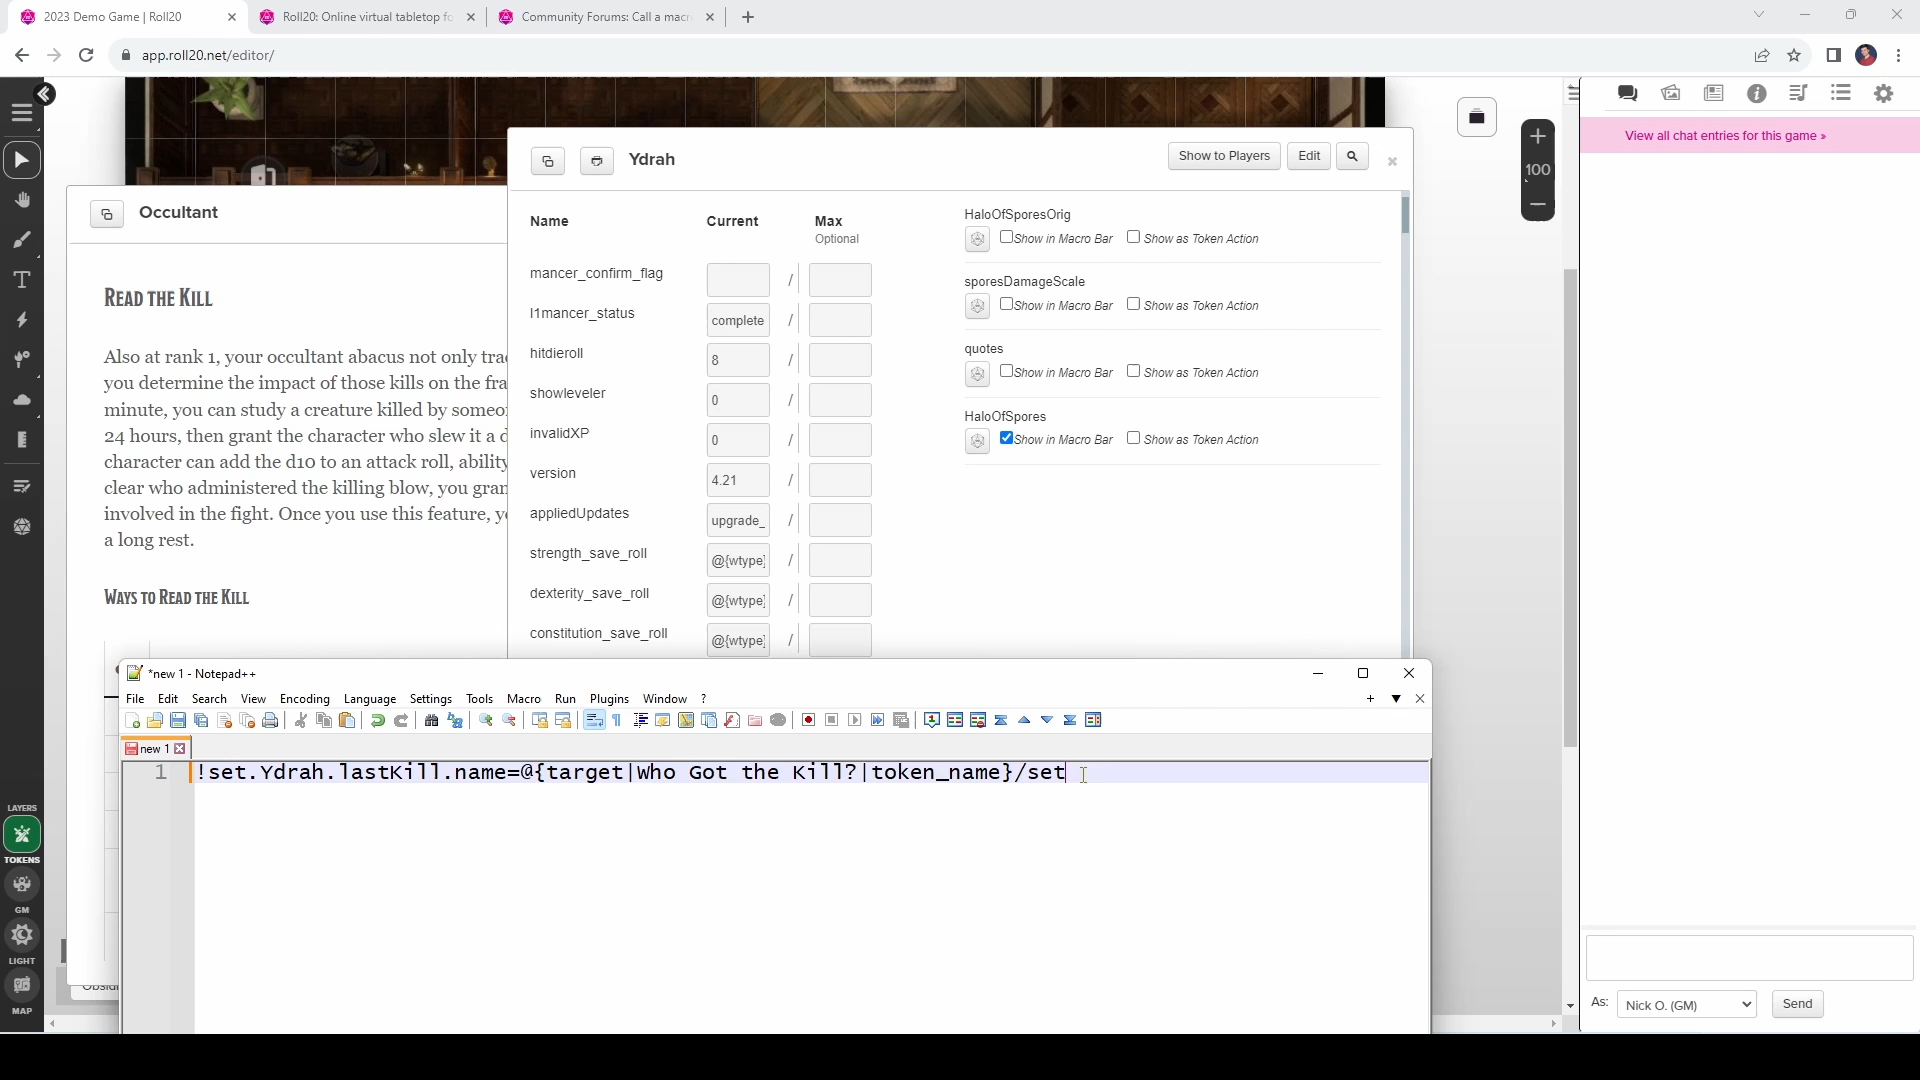 2023 Demo Game | Roll20
Roll20: Online virtual tabletop fo
Community Forums: Call a mac
app.roll20.net/editor/
100
View all chat entries for this game »
Ydrah
Show to Players
Edit
Occultant
Name
Current
Max
Optional
HaloOfSporesOrig
Show in Macro Bar
Show as Token Action
mancer_confirm_flag
/
sporesDamageScale
Show in Macro Bar
Show as Token Action
READ THE KILL
l1mancer_status
complete
/
Also at rank 1, your occultant abacus not only tra
hitdieroll
8
/
quotes
Show in Macro Bar
Show as Token Action
you determine the impact of those kills on the fra
showleveler
0
/
minute, you can study a creature killed by someo
HaloOfSpores
Show in Macro Bar
Show as Token Action
24 hours, then grant the character who slew it a d
invalidXP
0
/
character can add the d10 to an attack roll, ability
version
4.21
/
clear who administered the killing blow, you gran
involved in the fight. Once you use this feature, y
appliedUpdates
upgrade_
/
a long rest.
strength_save_roll
@{wtype}
/
WAYS TO READ THE KILL
dexterity_save_roll
@{wtype}
/
constitution_save_roll
@{wtype}
/
*new 1 - Notepad++
File Edit Search View Encoding Language Settings Tools Macro Run Plugins Window ?
new 1
1
!set.Ydrah.lastKill.name=@{target|Who Got the Kill?|token_name}/set
LAYERS
TOKENS
GM
LIGHT
MAP
As:
Nick O. (GM)
Send